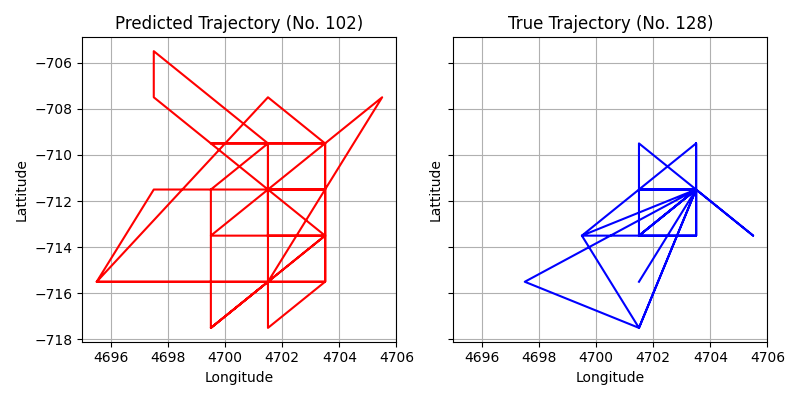 Predicted Trajectory (No. 102)
−706
−708
−710
−712
−714
−716
−718
Lattitude
4696 4698 4700 4702 4704 4706
Longitude
True Trajectory (No. 128)
Lattitude
4696 4698 4700 4702 4704 4706
Longitude